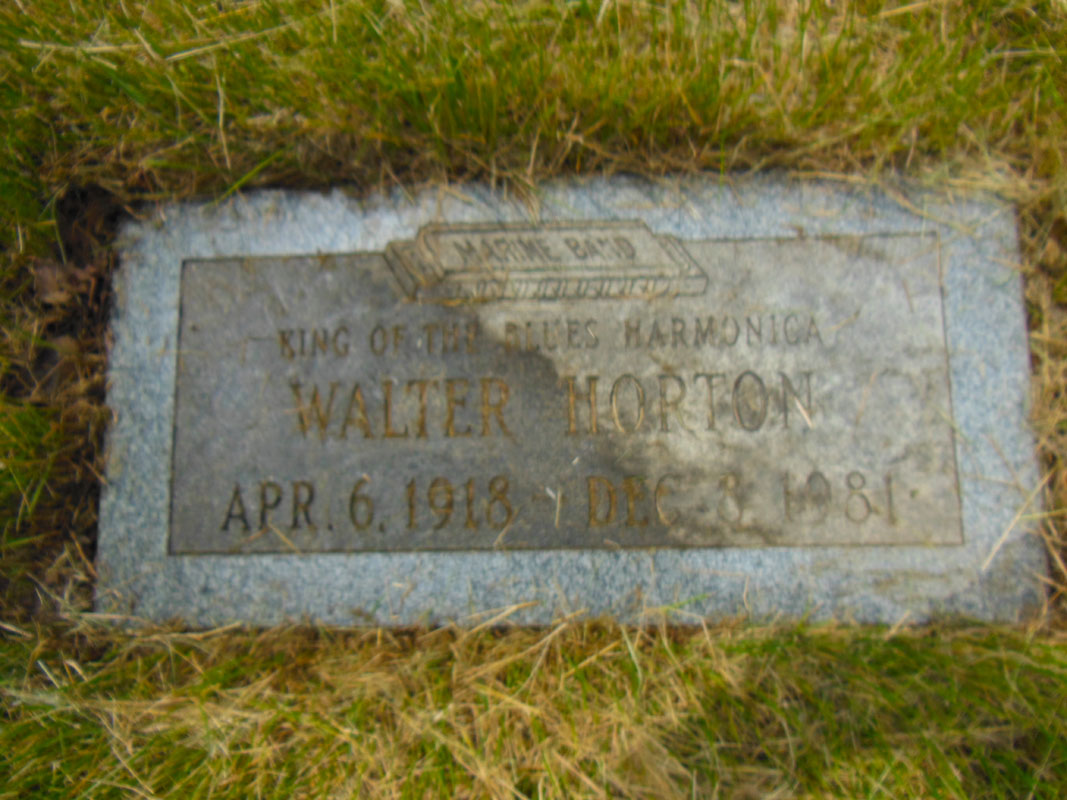 MARINE BAND
KING OF THE BLUES HARMONICA
WALTER HORTON
APR. 6, 1918 - DEC. 8, 1981